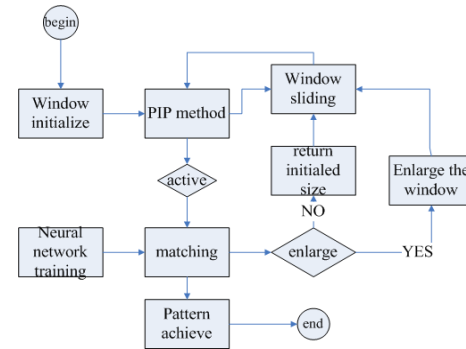 begin
Window
initialize
PIP method
Window
sliding
active
return
initialed
size
Enlarge the
window
NO
Neural
network
training
matching
enlarge
YES
Pattern
achieve
end